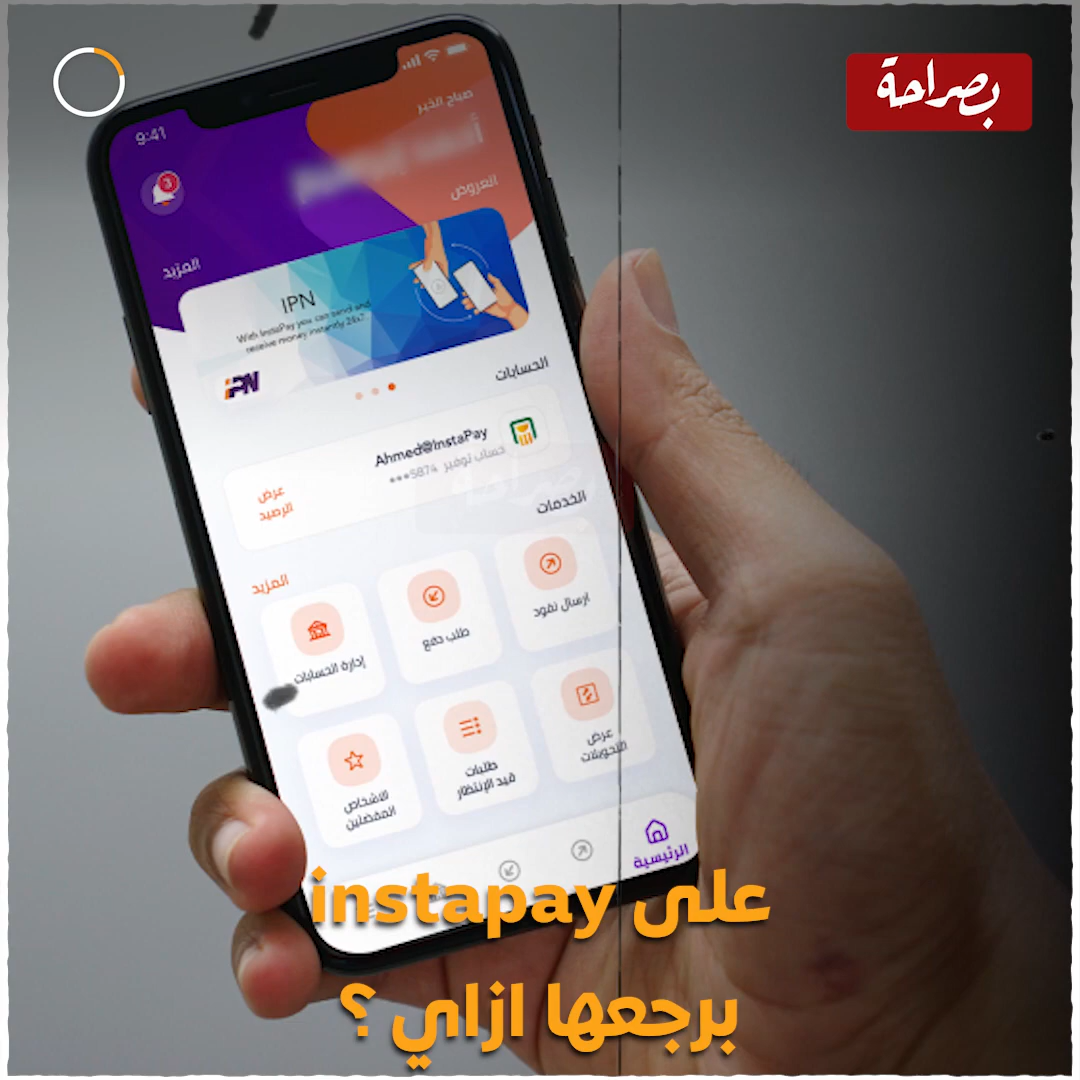 بصراحة
9:41
صباح الخير
3
العروض
المزيد
IPN
With InstaPay you can send and
receive money instantly 24x7.
IPN
الحسابات
Ahmed@InstaPay
حساب توفير 5874•••
عرض
الرصيد
الخدمات
المزيد
ارسال نقود
طلب دفع
إدارة الحسابات
عرض
التحويلات
طلبات
قيد الإنتظار
الأشخاص
المفضلين
الرئيسية
على instapay
برجعها ازاي ؟